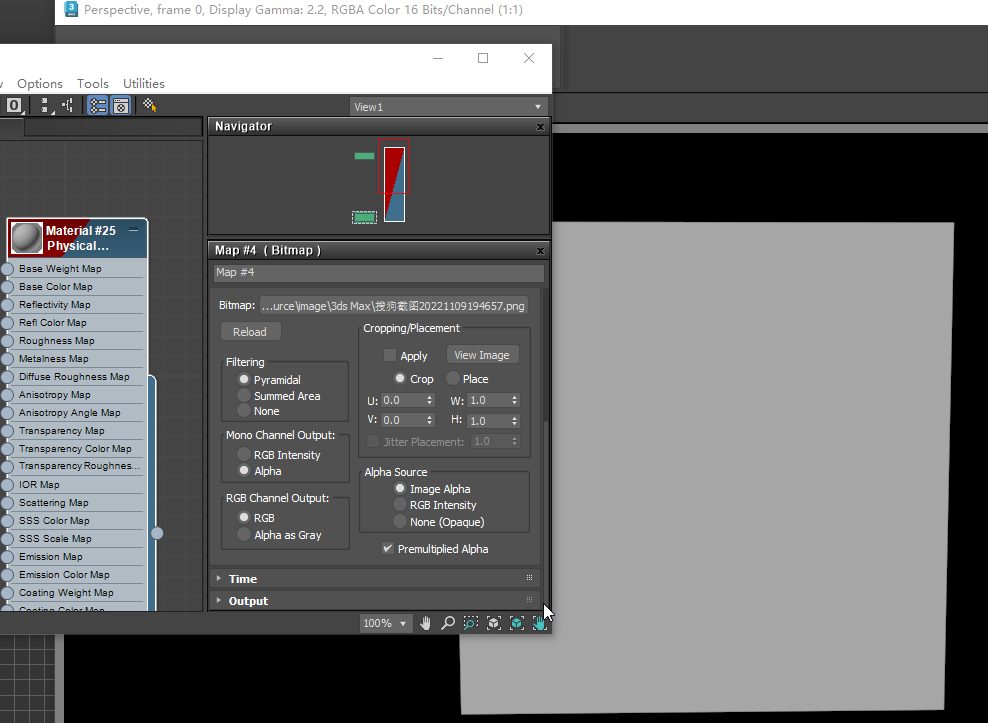 Perspective, frame 0, Display Gamma: 2.2, RGBA Color 16 Bits/Channel (1:1)
Options Tools Utilities
View1
Navigator
Material #25
Physical...
Base Weight Map
Base Color Map
Reflectivity Map
Refl Color Map
Roughness Map
Metalness Map
Diffuse Roughness Map
Anisotropy Map
Anisotropy Angle Map
Transparency Map
Transparency Color Map
Transparency Roughnes...
IOR Map
Scattering Map
SSS Color Map
SSS Scale Map
Emission Map
Emission Color Map
Coating Weight Map
Coating Color Map
Map #4 ( Bitmap )
Map #4
Bitmap: ...urce\image\3ds Max\搜狗截图20221109194657.png
Reload
Filtering
Pyramidal
Summed Area
None
Mono Channel Output:
RGB Intensity
Alpha
RGB Channel Output:
RGB
Alpha as Gray
Cropping/Placement
Apply View Image
Crop Place
U: 0.0 W: 1.0
V: 0.0 H: 1.0
Jitter Placement: 1.0
Alpha Source
Image Alpha
RGB Intensity
None (Opaque)
Premultiplied Alpha
Time
Output
100%